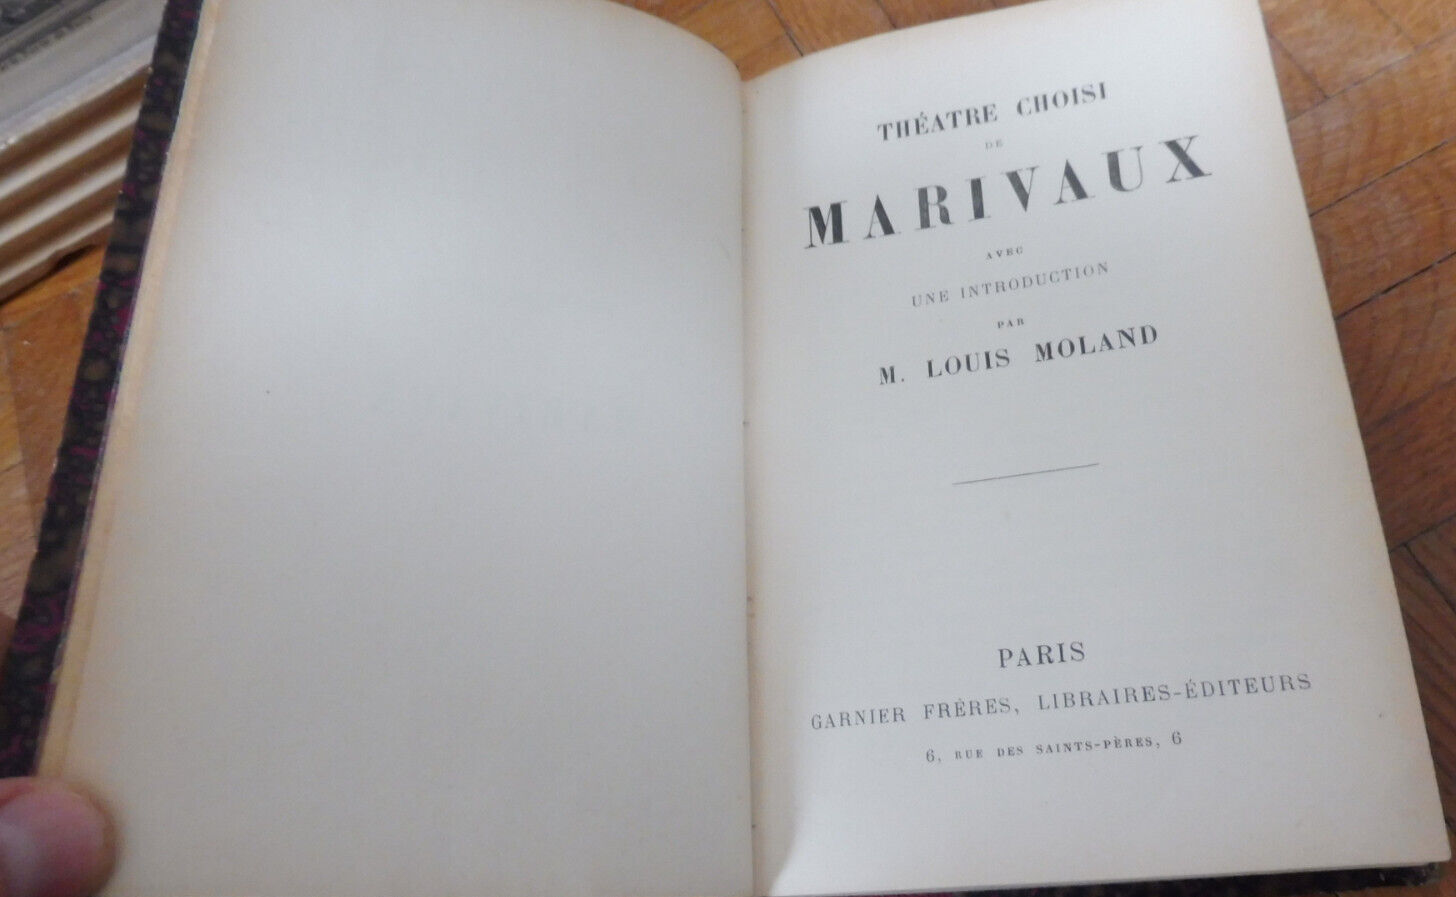 THÉATRE CHOISI
DE
MARIVAUX
AVEC
UNE INTRODUCTION
PAR
M. LOUIS MOLAND
PARIS
GARNIER FRÈRES, LIBRAIRES-ÉDITEURS
6, RUE DES SAINTS-PÈRES, 6